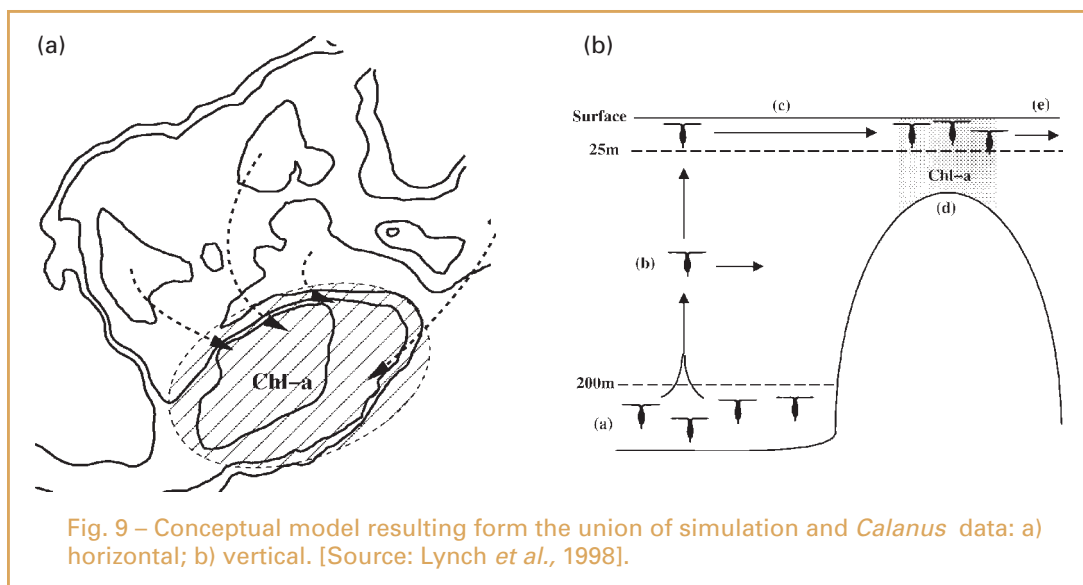 (a)
Chl-a
(b)
(c)
(e)
Surface
25m
Chl-a
(d)
(b)
200m
(a)
Fig. 9 – Conceptual model resulting form the union of simulation and Calanus data: a)
horizontal; b) vertical. [Source: Lynch et al., 1998].